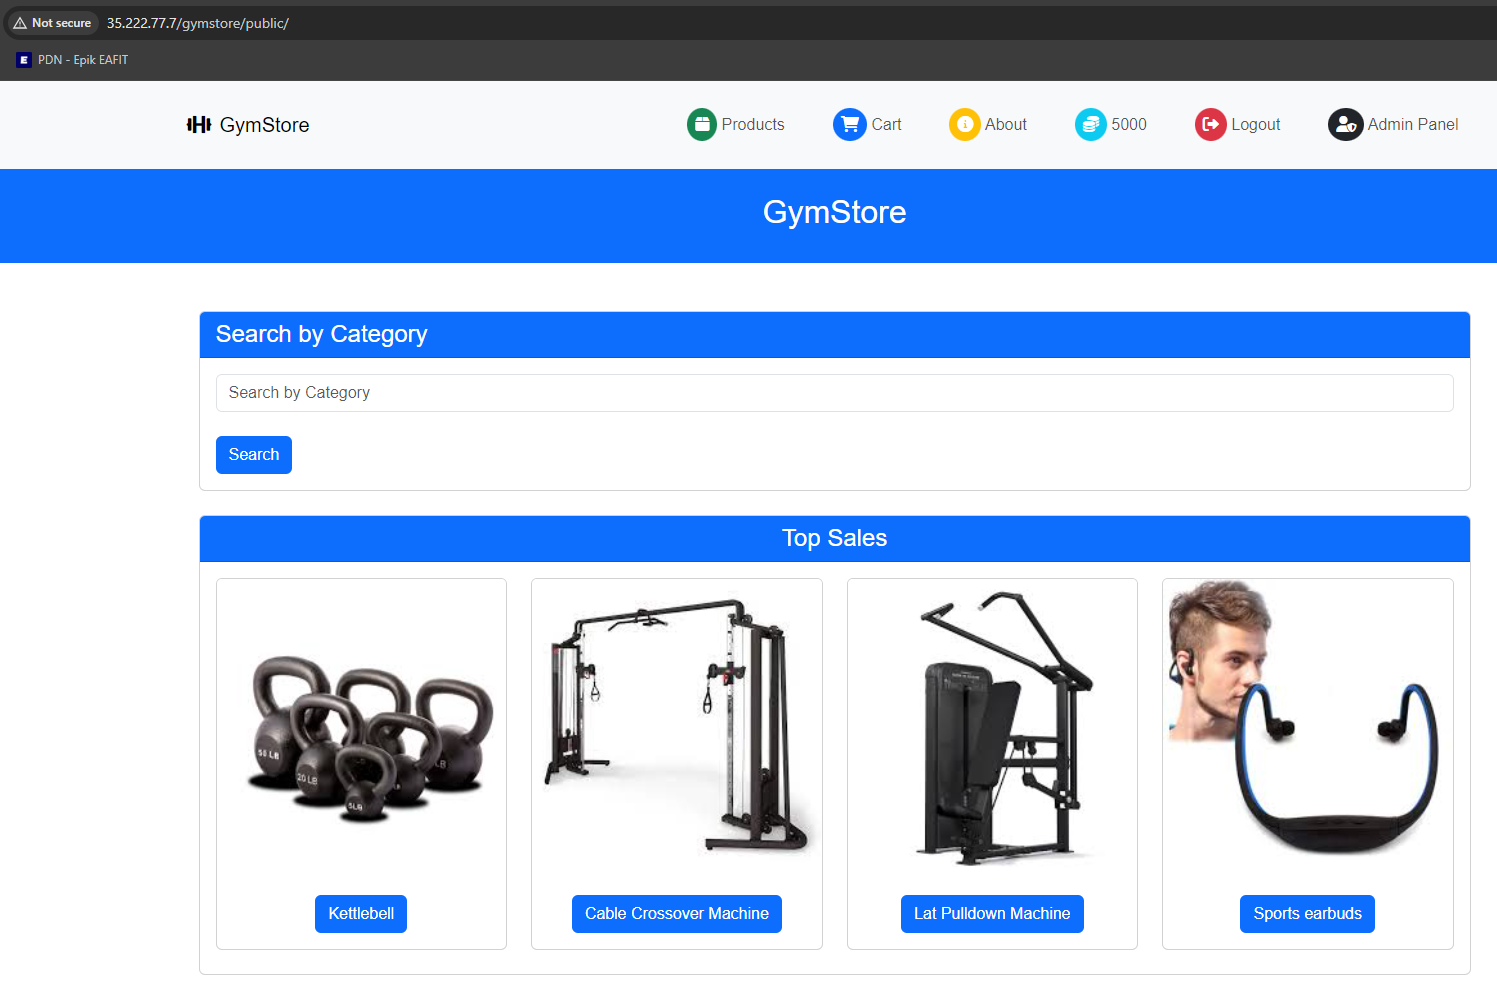 Not secure 35.222.77.7/gymstore/public/
E PDN - Epik EAFIT
GymStore Products Cart About 5000 Logout Admin Panel
GymStore
Search by Category
Search by Category
Search
Top Sales
50 LB
20 LB
5LB
LB
Kettlebell Cable Crossover Machine Lat Pulldown Machine Sports earbuds